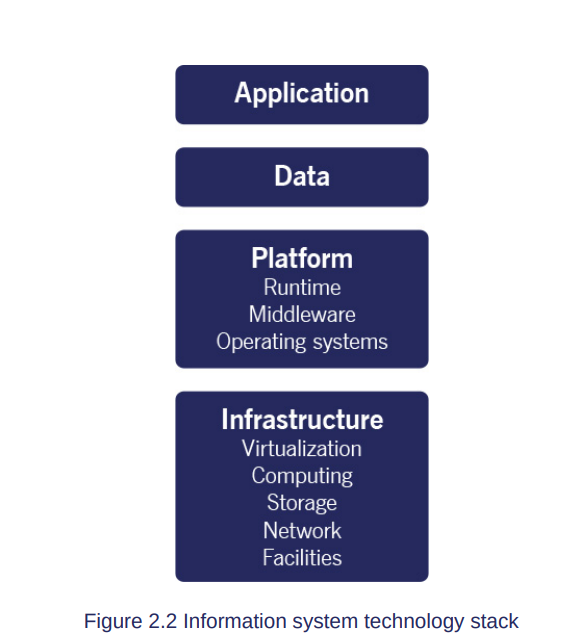 Application
Data
Platform
Runtime
Middleware
Operating systems
Infrastructure
Virtualization
Computing
Storage
Network
Facilities
Figure 2.2 Information system technology stack